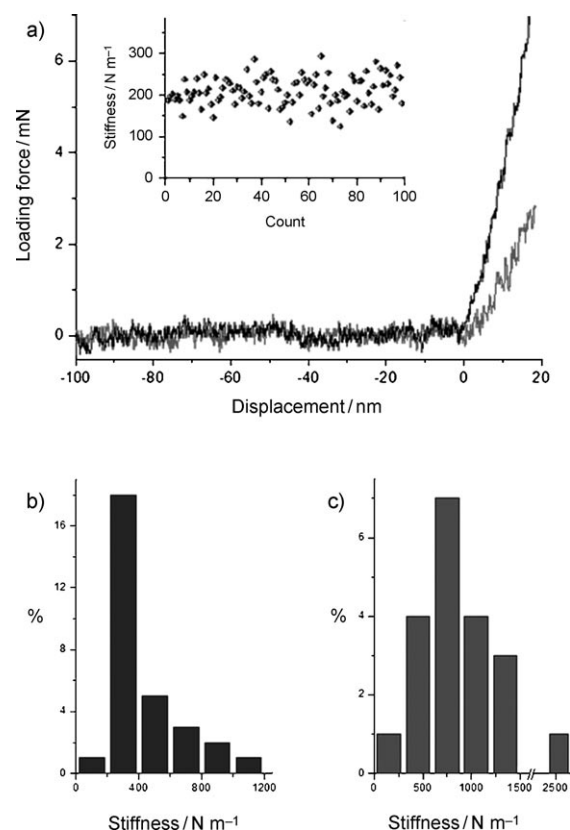 a)
Loading force / mN
6
4
2
0
-100 -80 -60 -40 -20 0 20
Displacement / nm
Stiffness / N m⁻¹
300
200
100
0
0 20 40 60 80 100
Count
b)
%
16
12
8
4
0
0 400 800 1200
Stiffness / N m⁻¹
c)
%
6
4
2
0
0 500 1000 1500 2500
Stiffness / N m⁻¹